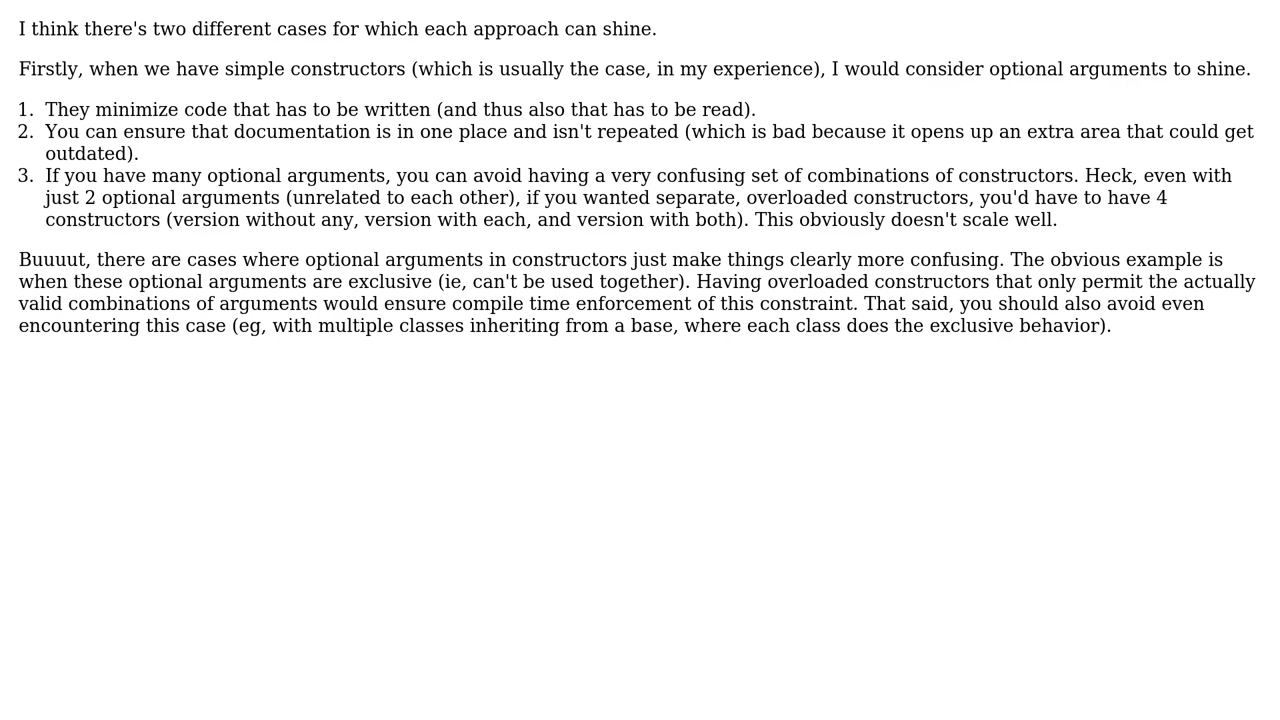 I think there's two different cases for which each approach can shine.
Firstly, when we have simple constructors (which is usually the case, in my experience), I would consider optional arguments to shine.
1. They minimize code that has to be written (and thus also that has to be read).
2. You can ensure that documentation is in one place and isn't repeated (which is bad because it opens up an extra area that could get
outdated).
3. If you have many optional arguments, you can avoid having a very confusing set of combinations of constructors. Heck, even with
just 2 optional arguments (unrelated to each other), if you wanted separate, overloaded constructors, you'd have to have 4
constructors (version without any, version with each, and version with both). This obviously doesn't scale well.
Buuuut, there are cases where optional arguments in constructors just make things clearly more confusing. The obvious example is
when these optional arguments are exclusive (ie, can't be used together). Having overloaded constructors that only permit the actually
valid combinations of arguments would ensure compile time enforcement of this constraint. That said, you should also avoid even
encountering this case (eg, with multiple classes inheriting from a base, where each class does the exclusive behavior).